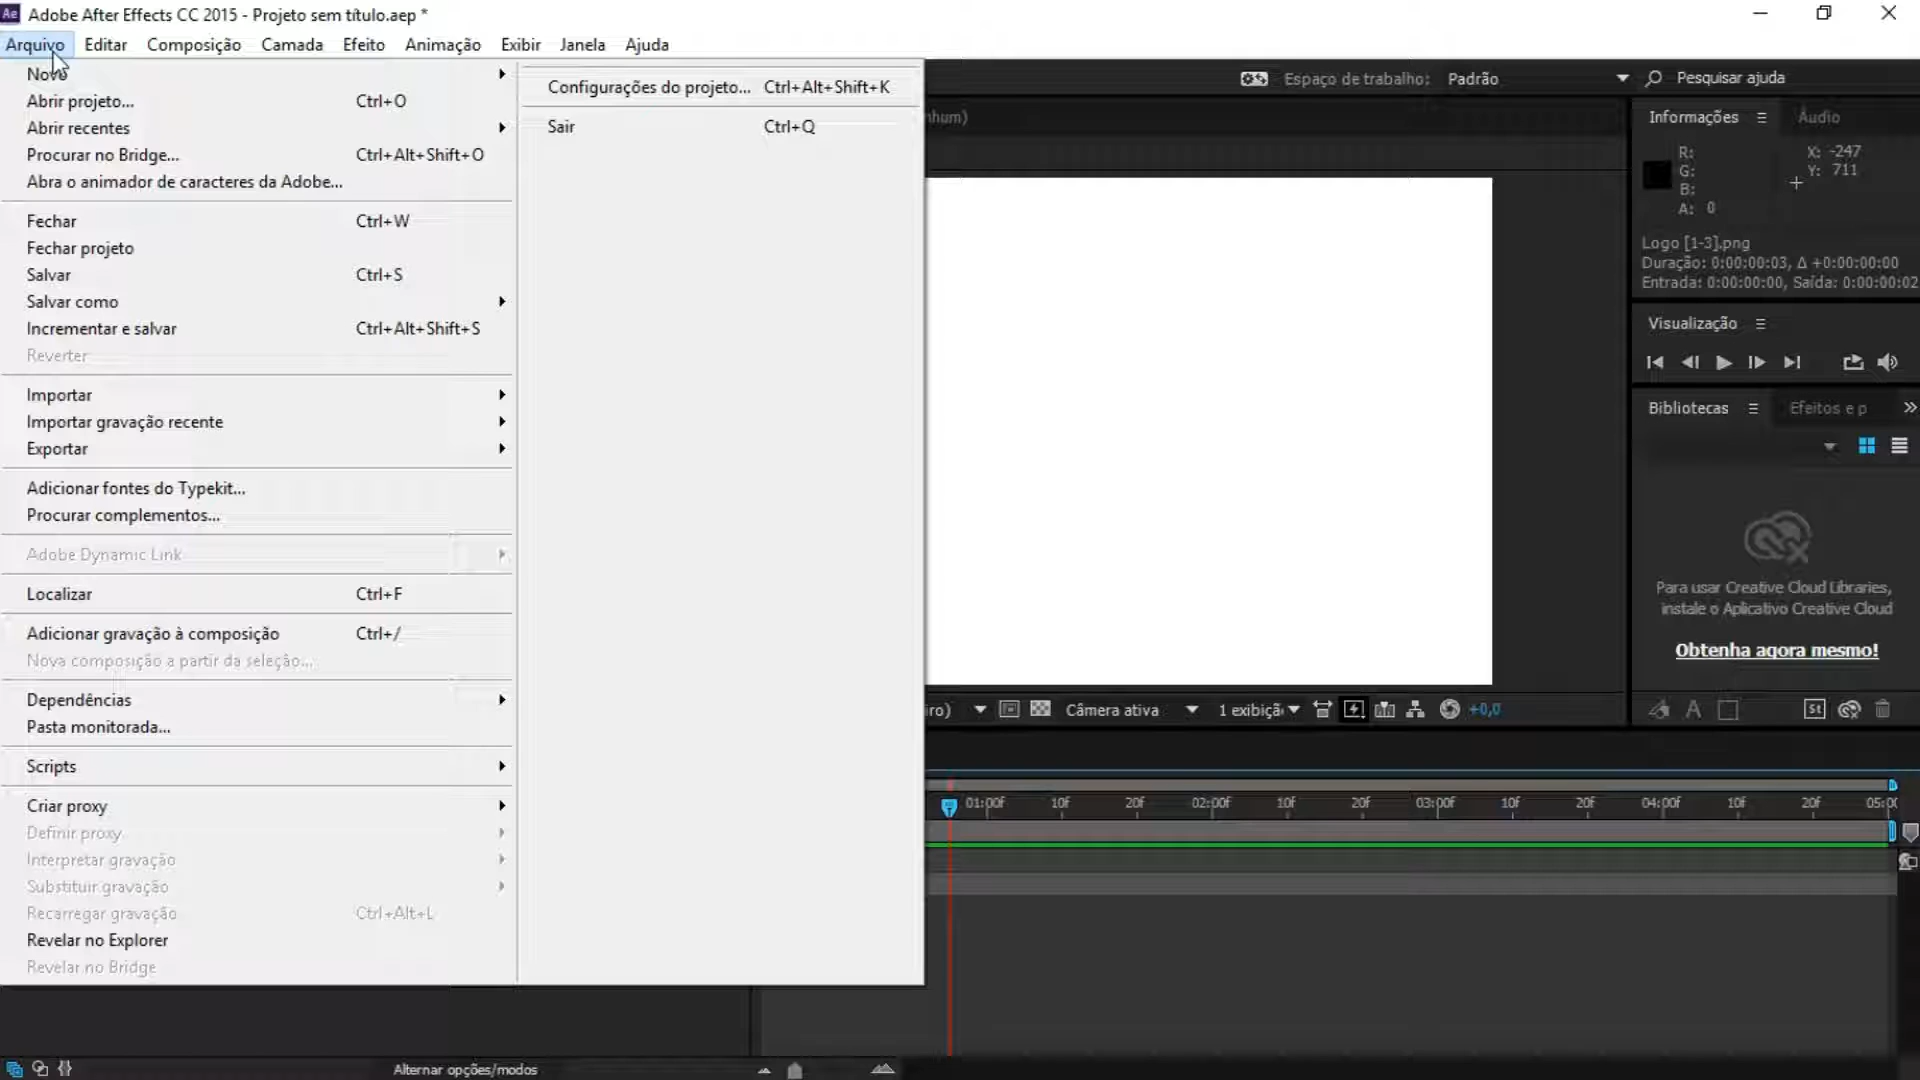 Ae Adobe After Effects CC 2015 - Projeto sem título.aep *
Arquivo Editar Composição Camada Efeito Animação Exibir Janela Ajuda
Novo
Abrir projeto... Ctrl+O
Abrir recentes
Procurar no Bridge... Ctrl+Alt+Shift+O
Abra o animador de caracteres da Adobe...
Fechar Ctrl+W
Fechar projeto
Salvar Ctrl+S
Salvar como
Incrementar e salvar Ctrl+Alt+Shift+S
Reverter
Importar
Importar gravação recente
Exportar
Adicionar fontes do Typekit...
Procurar complementos...
Adobe Dynamic Link
Localizar Ctrl+F
Adicionar gravação à composição Ctrl+/
Nova composição a partir da seleção...
Dependências
Pasta monitorada...
Scripts
Criar proxy
Definir proxy
Interpretar gravação
Substituir gravação
Recarregar gravação Ctrl+Alt+L
Revelar no Explorer
Revelar no Bridge
Configurações do projeto... Ctrl+Alt+Shift+K
Sair Ctrl+Q
Espaço de trabalho: Padrão Pesquisar ajuda
nhum)
Informações Áudio
R: X: -247
G: Y: 711
B:
A: 0
Logo [1-3].png
Duração: 0:00:00:03, Δ +0:00:00:00
Entrada: 0:00:00:00, Saída: 0:00:00:02
Visualização
Bibliotecas Efeitos e p
Para usar Creative Cloud Libraries,
instale o Aplicativo Creative Cloud
Obtenha agora mesmo!
iro) Câmera ativa 1 exibiçã +0,0
A St
01:00f 10f 20f 02:00f 10f 20f 03:00f 10f 20f 04:00f 10f 20f 05:0
Alternar opções/modos